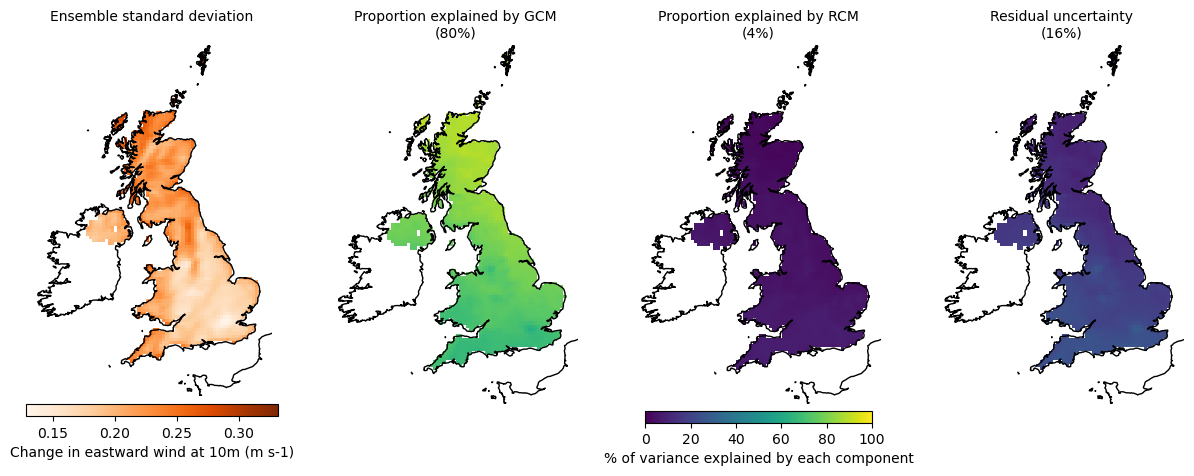 Ensemble standard deviation
Proportion explained by GCM
(80%)
Proportion explained by RCM
(4%)
Residual uncertainty
(16%)
0.15 0.20 0.25 0.30
Change in eastward wind at 10m (m s-1)
0 20 40 60 80 100
% of variance explained by each component